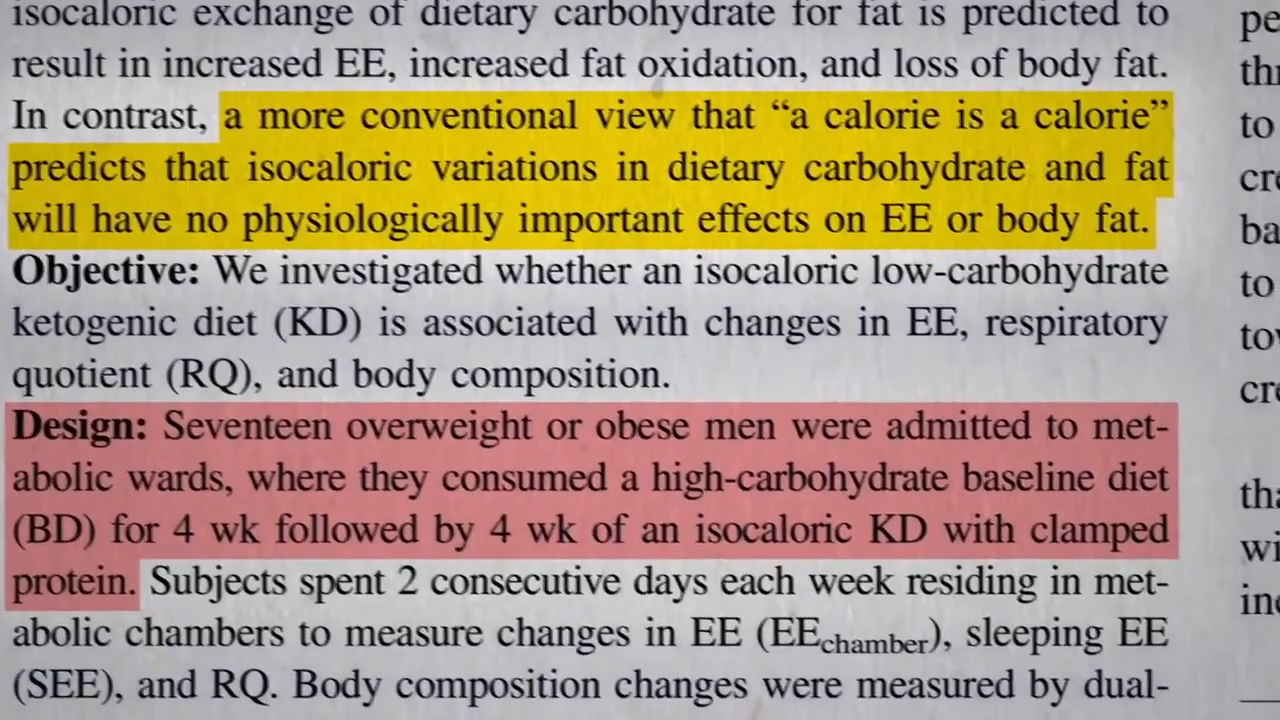 isocaloric exchange of dietary carbohydrate for fat is predicted to
result in increased EE, increased fat oxidation, and loss of body fat.
In contrast, a more conventional view that “a calorie is a calorie”
predicts that isocaloric variations in dietary carbohydrate and fat
will have no physiologically important effects on EE or body fat.
Objective: We investigated whether an isocaloric low-carbohydrate
ketogenic diet (KD) is associated with changes in EE, respiratory
quotient (RQ), and body composition.
Design: Seventeen overweight or obese men were admitted to met-
abolic wards, where they consumed a high-carbohydrate baseline diet
(BD) for 4 wk followed by 4 wk of an isocaloric KD with clamped
protein. Subjects spent 2 consecutive days each week residing in met-
abolic chambers to measure changes in EE (EEchamber), sleeping EE
(SEE), and RQ. Body composition changes were measured by dual-